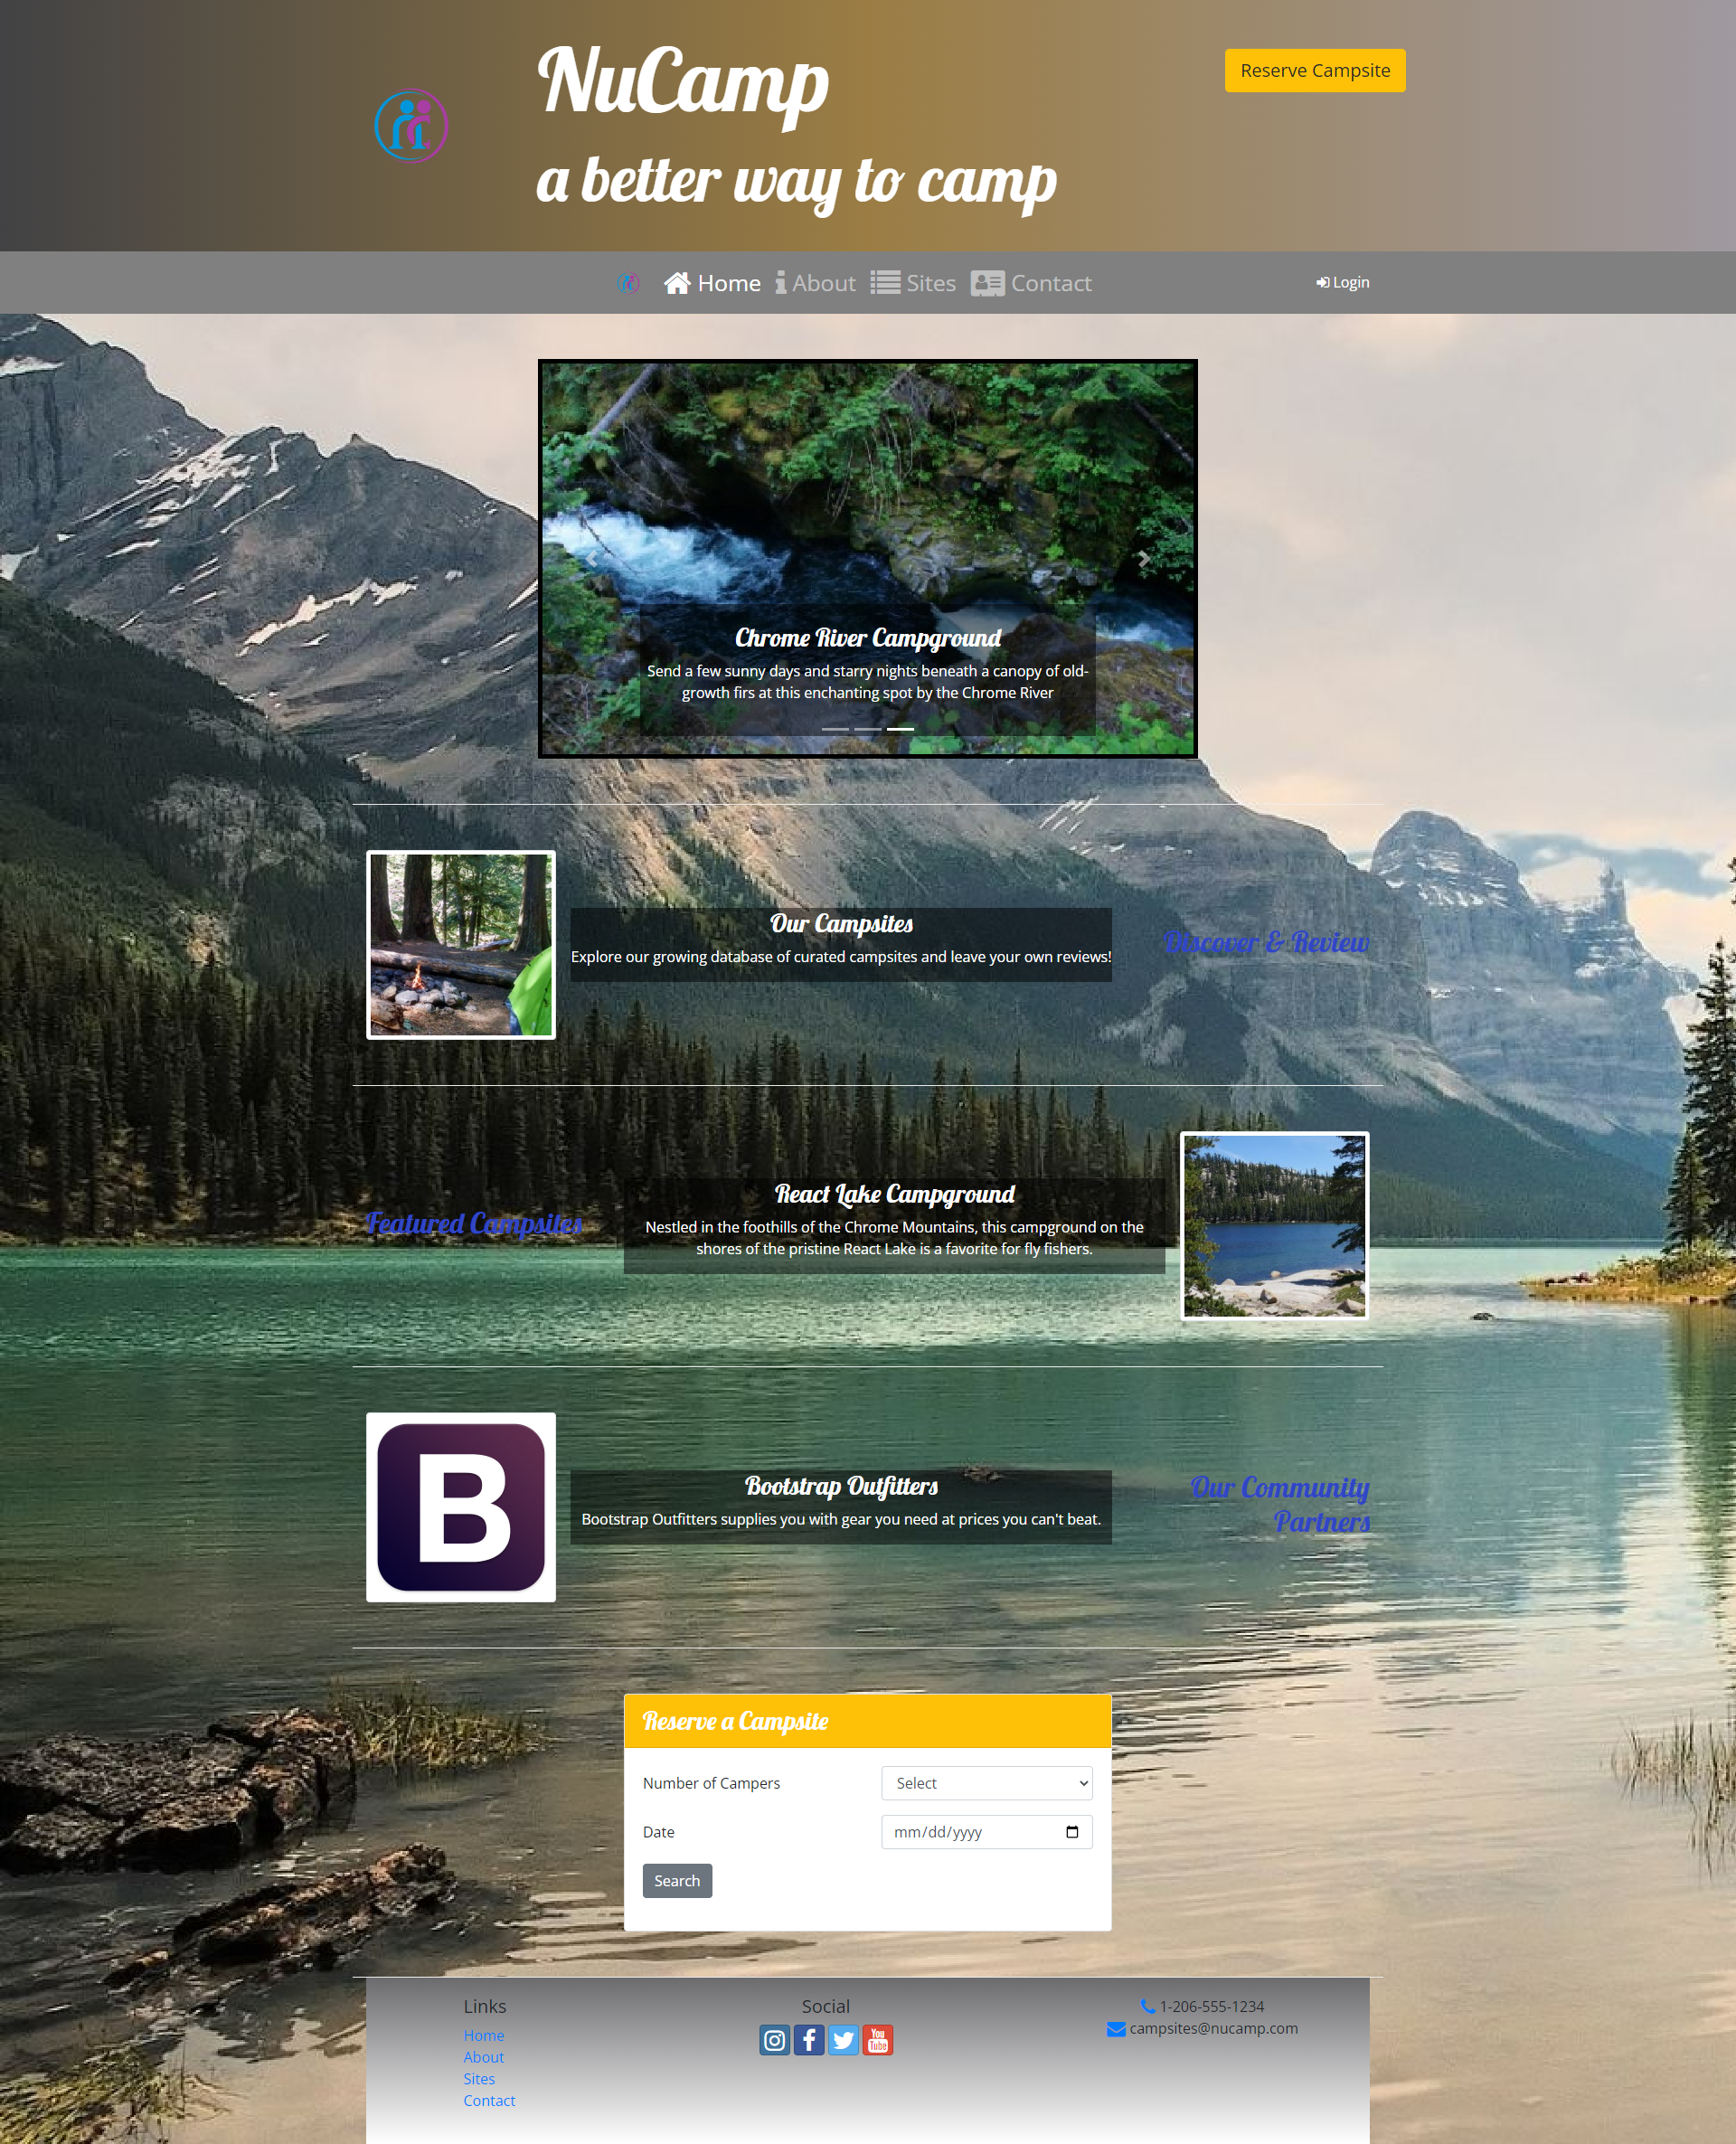 NuCamp
a better way to camp
Reserve Campsite
Home About Sites Contact
Login
Chrome River Campground
Send a few sunny days and starry nights beneath a canopy of old-
growth firs at this enchanting spot by the Chrome River
Our Campsites
Explore our growing database of curated campsites and leave your own reviews!
Discover & Review
Featured Campsites
React Lake Campground
Nestled in the foothills of the Chrome Mountains, this campground on the
shores of the pristine React Lake is a favorite for fly fishers.
B
Bootstrap Outfitters
Bootstrap Outfitters supplies you with gear you need at prices you can't beat.
Our Community
Partners
Reserve a Campsite
Number of Campers
Select
Date
mm/dd/yyyy
Search
Links
Home
About
Sites
Contact
Social
You
Tube
1-206-555-1234
campsites@nucamp.com